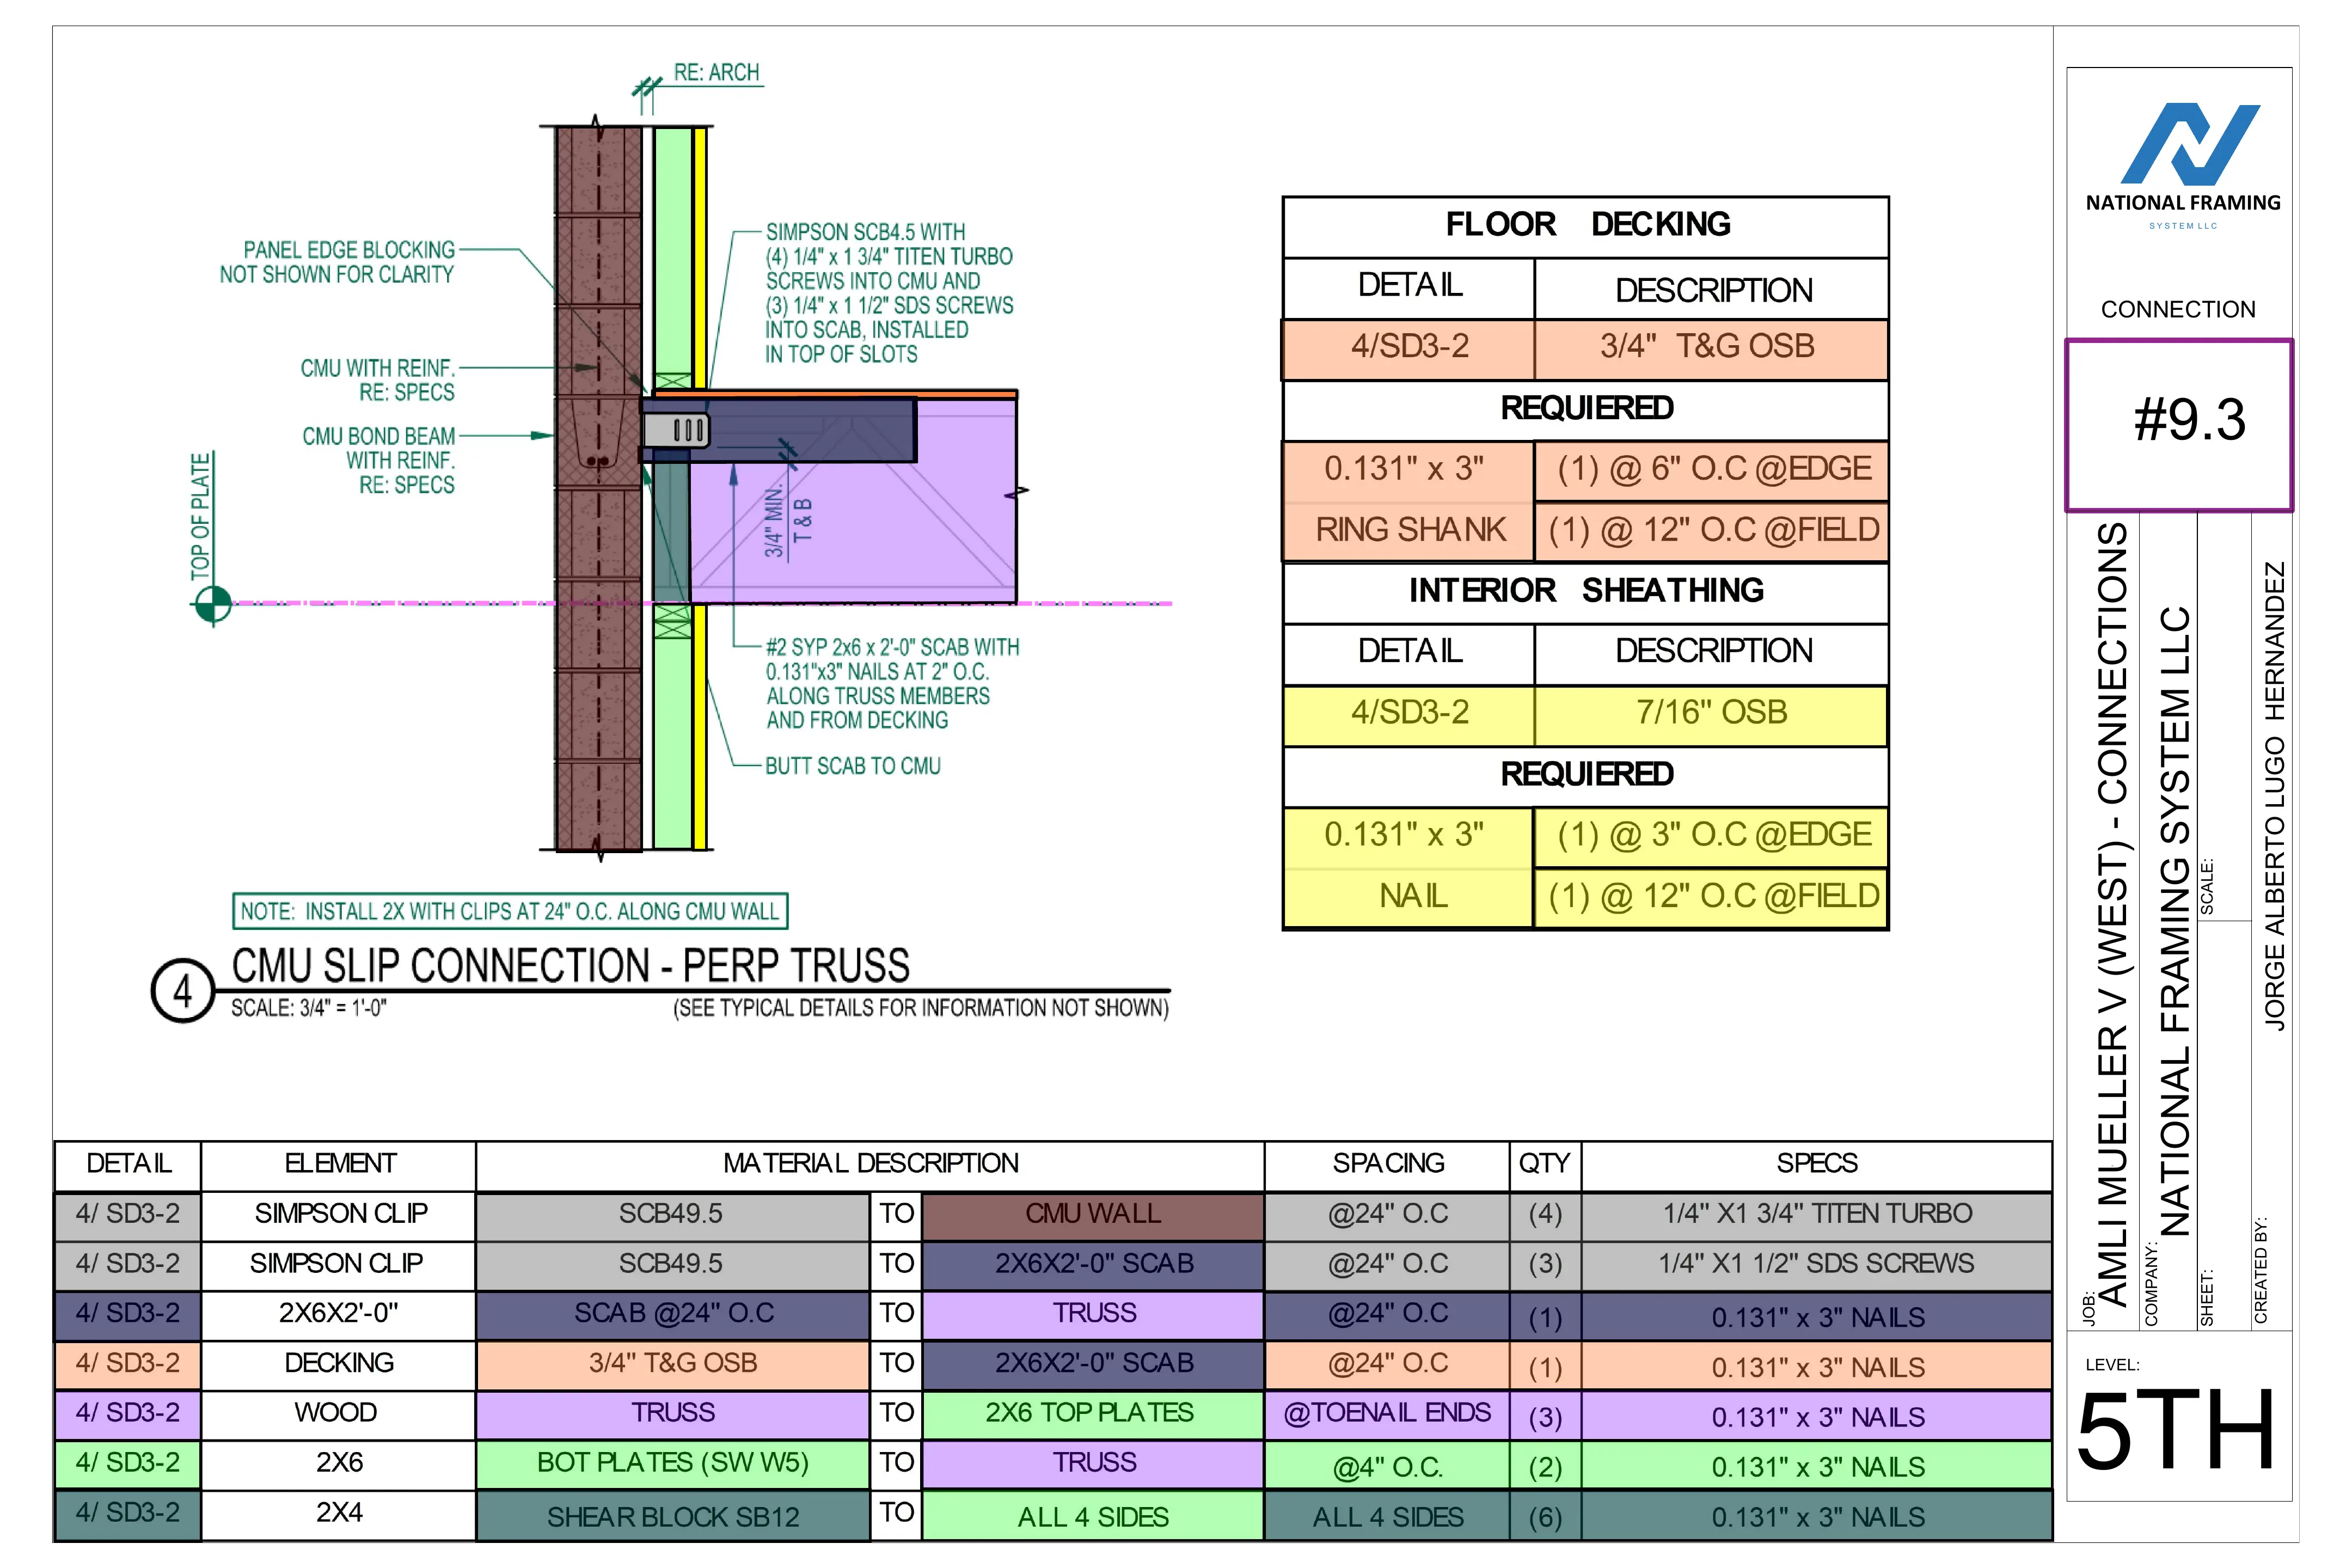 RE: ARCH
PANEL EDGE BLOCKING
NOT SHOWN FOR CLARITY
CMU WITH REINF.
RE: SPECS
CMU BOND BEAM
WITH REINF.
RE: SPECS
TOP OF PLATE
SIMPSON SCB4.5 WITH
(4) 1/4" x 1 3/4" TITEN TURBO
SCREWS INTO CMU AND
(3) 1/4" x 1 1/2" SDS SCREWS
INTO SCAB, INSTALLED
IN TOP OF SLOTS
3/4" MIN.
T & B
#2 SYP 2x6 x 2'-0" SCAB WITH
0.131"x3" NAILS AT 2" O.C.
ALONG TRUSS MEMBERS
AND FROM DECKING
BUTT SCAB TO CMU
NOTE: INSTALL 2X WITH CLIPS AT 24" O.C. ALONG CMU WALL
4 CMU SLIP CONNECTION - PERP TRUSS
SCALE: 3/4" = 1'-0" (SEE TYPICAL DETAILS FOR INFORMATION NOT SHOWN)
FLOOR DECKING
DETAIL DESCRIPTION
4/SD3-2 3/4" T&G OSB
REQUIERED
0.131" x 3" (1) @ 6" O.C @EDGE
RING SHANK (1) @ 12" O.C @FIELD
INTERIOR SHEATHING
DETAIL DESCRIPTION
4/SD3-2 7/16" OSB
REQUIERED
0.131" x 3" (1) @ 3" O.C @EDGE
NAIL (1) @ 12" O.C @FIELD
DETAIL ELEMENT MATERIAL DESCRIPTION SPACING QTY SPECS
4/ SD3-2 SIMPSON CLIP SCB49.5 TO CMU WALL @24" O.C (4) 1/4" X1 3/4" TITEN TURBO
4/ SD3-2 SIMPSON CLIP SCB49.5 TO 2X6X2'-0" SCAB @24" O.C (3) 1/4" X1 1/2" SDS SCREWS
4/ SD3-2 2X6X2'-0" SCAB @24" O.C TO TRUSS @24" O.C (1) 0.131" x 3" NAILS
4/ SD3-2 DECKING 3/4" T&G OSB TO 2X6X2'-0" SCAB @24" O.C (1) 0.131" x 3" NAILS
4/ SD3-2 WOOD TRUSS TO 2X6 TOP PLATES @TOENAIL ENDS (3) 0.131" x 3" NAILS
4/ SD3-2 2X6 BOT PLATES (SW W5) TO TRUSS @4" O.C. (2) 0.131" x 3" NAILS
4/ SD3-2 2X4 SHEAR BLOCK SB12 TO ALL 4 SIDES ALL 4 SIDES (6) 0.131" x 3" NAILS
NATIONAL FRAMING
SYSTEM LLC
CONNECTION
#9.3
JOB:
AMLI MUELLER V (WEST) - CONNECTIONS
COMPANY:
NATIONAL FRAMING SYSTEM LLC
SCALE:
SHEET:
CREATED BY:
JORGE ALBERTO LUGO HERNANDEZ
LEVEL:
5TH